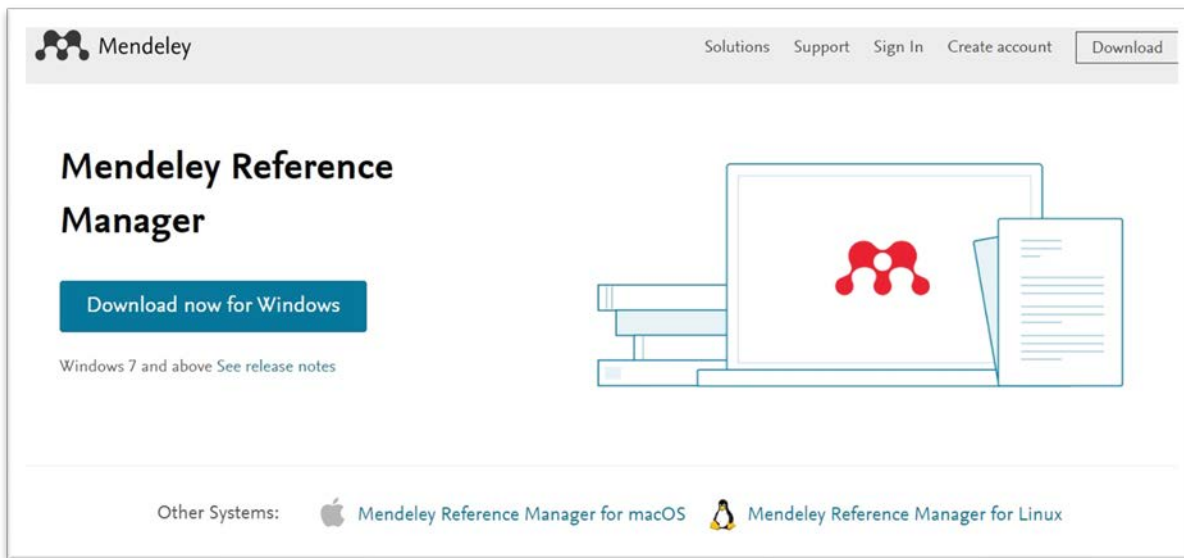 Mendeley
Solutions Support Sign In Create account Download
Mendeley Reference
Manager
Download now for Windows
Windows 7 and above See release notes
Other Systems: Mendeley Reference Manager for macOS Mendeley Reference Manager for Linux